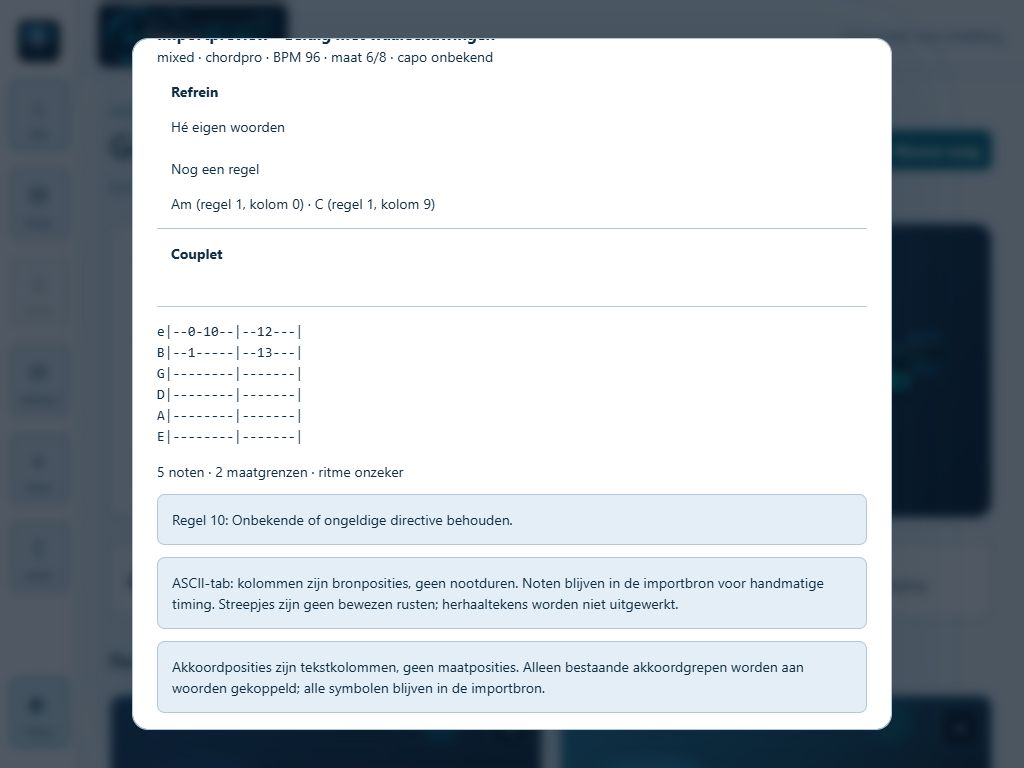 mixed · chordpro · BPM 96 · maat 6/8 · capo onbekend
Refrein
Hé eigen woorden
Nog een regel
Am (regel 1, kolom 0) · C (regel 1, kolom 9)
Couplet
e|--0-10--|--12---|
B|--1-----|--13---|
G|--------|-------|
D|--------|-------|
A|--------|-------|
E|--------|-------|
5 noten · 2 maatgrenzen · ritme onzeker
Regel 10: Onbekende of ongeldige directive behouden.
ASCII-tab: kolommen zijn bronposities, geen nootduren. Noten blijven in de importbron voor handmatige
timing. Streepjes zijn geen bewezen rusten; herhaaltekens worden niet uitgewerkt.
Akkoordposities zijn tekstkolommen, geen maatposities. Alleen bestaande akkoordgrepen worden aan
woorden gekoppeld; alle symbolen blijven in de importbron.